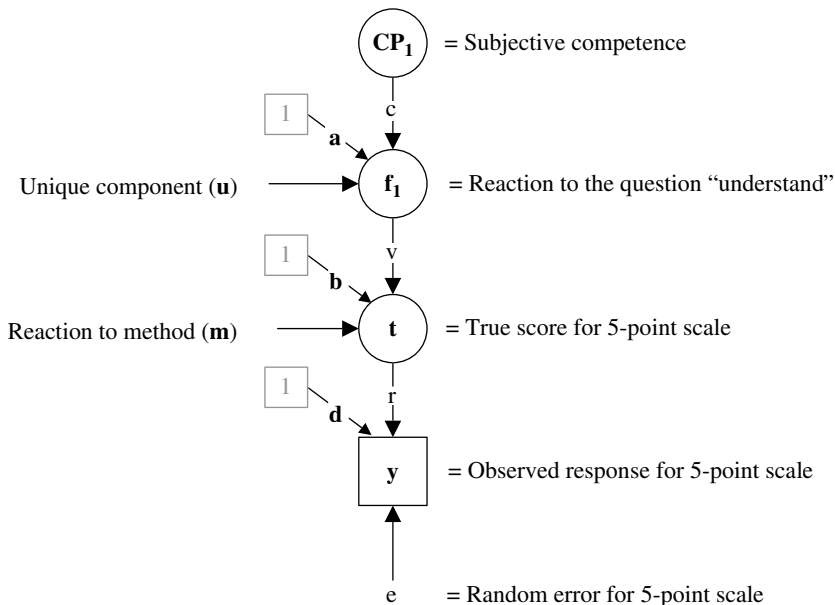 CP1 = Subjective competence
c
1
a
Unique component (u) f1 = Reaction to the question “understand”
v
1
b
Reaction to method (m) t = True score for 5-point scale
1
r
d
y = Observed response for 5-point scale
e = Random error for 5-point scale